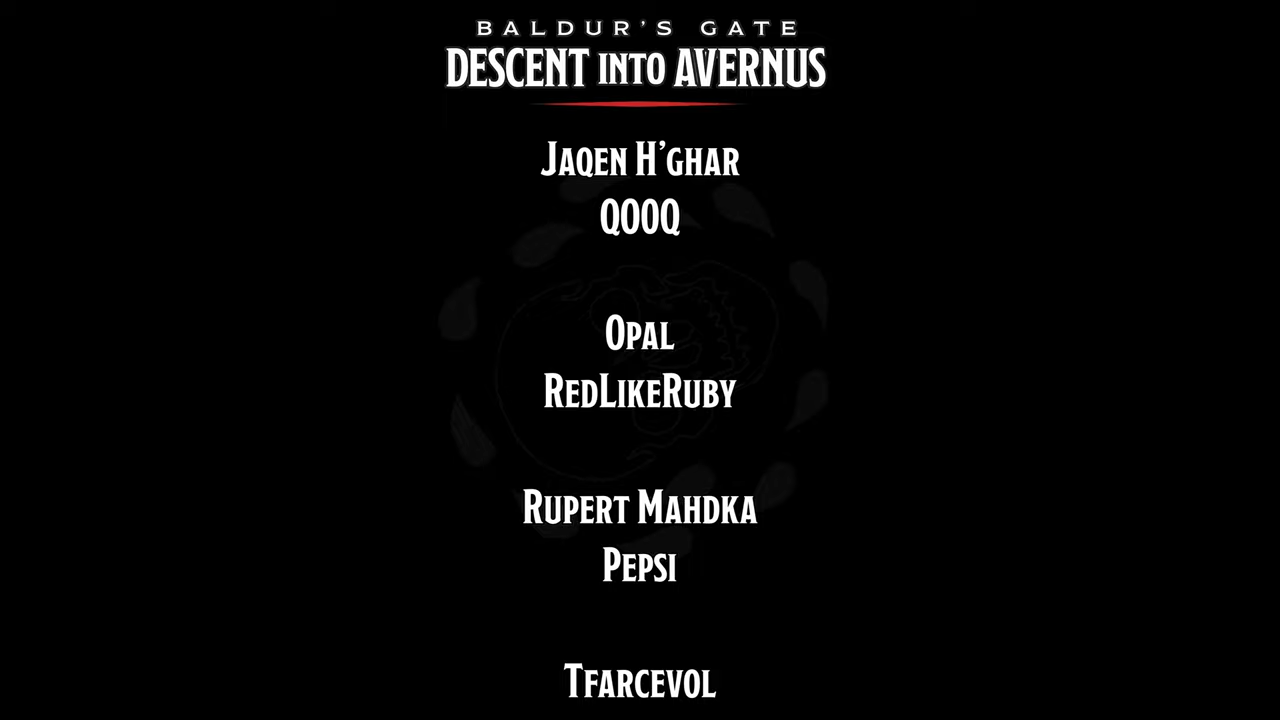 BALDUR'S GATE
DESCENT INTO AVERNUS
JAQEN H'GHAR
QOOQ
OPAL
REDLIKERUBY
RUPERT MAHDKA
PEPSI
TFARCEVOL